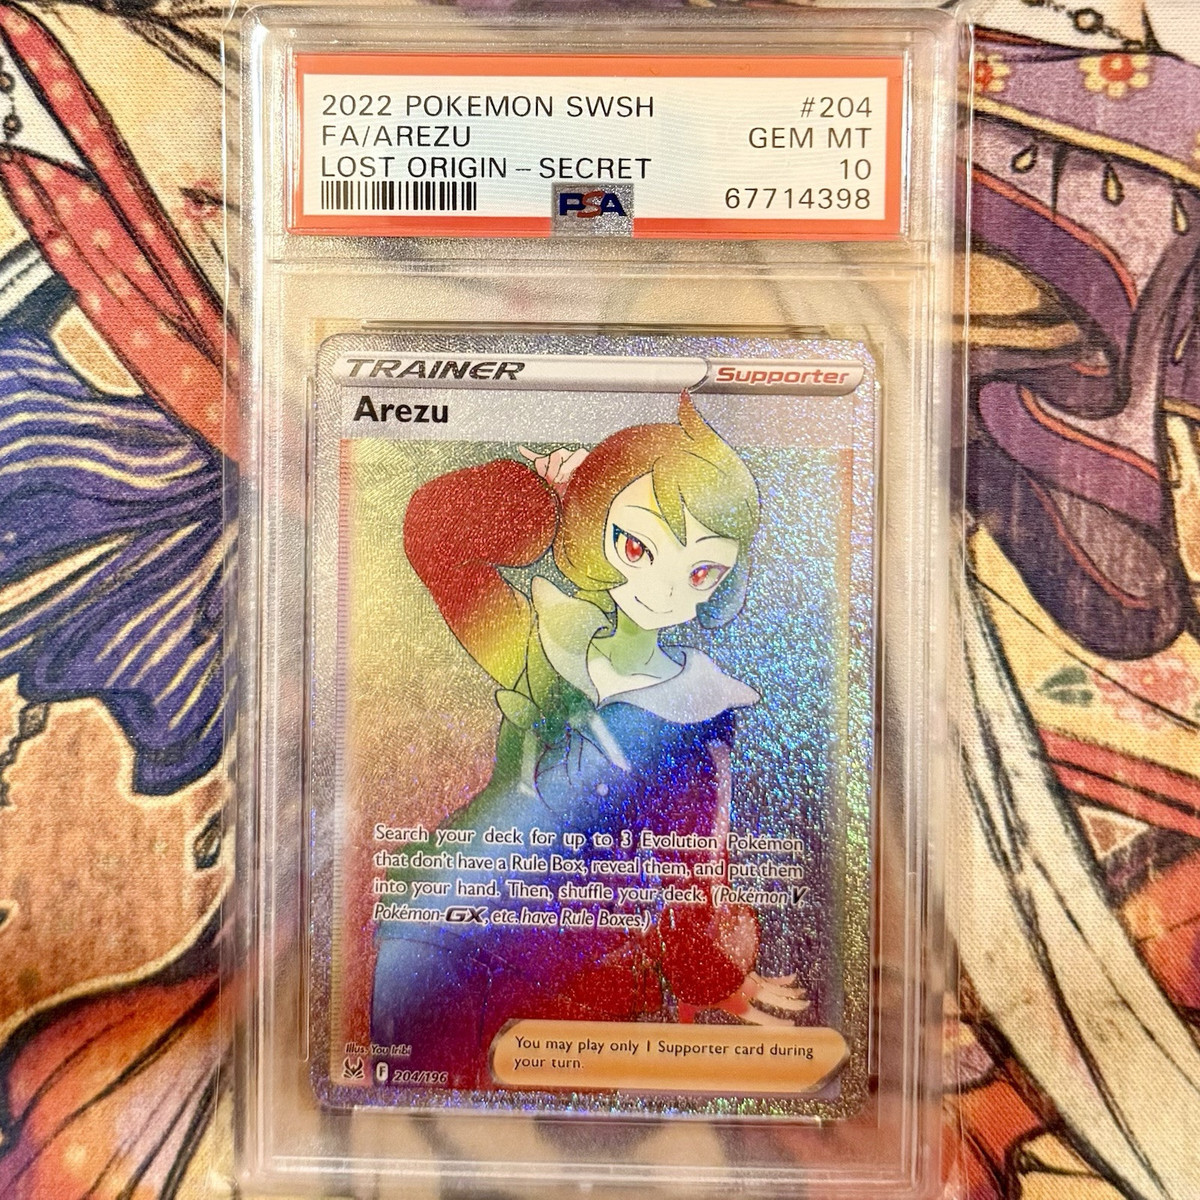 2022 POKEMON SWSH #204
FA/AREZU GEM MT
LOST ORIGIN – SECRET 10
PSA 67714398
TRAINER Supporter
Arezu
Search your deck for up to 3 Evolution Pokémon
that don't have a Rule Box, reveal them, and put them
into your hand. Then, shuffle your deck. (Pokémon V,
Pokémon-GX, etc. have Rule Boxes.)
You may play only 1 Supporter card during
your turn.
Illus. You Iribi
F 204/196